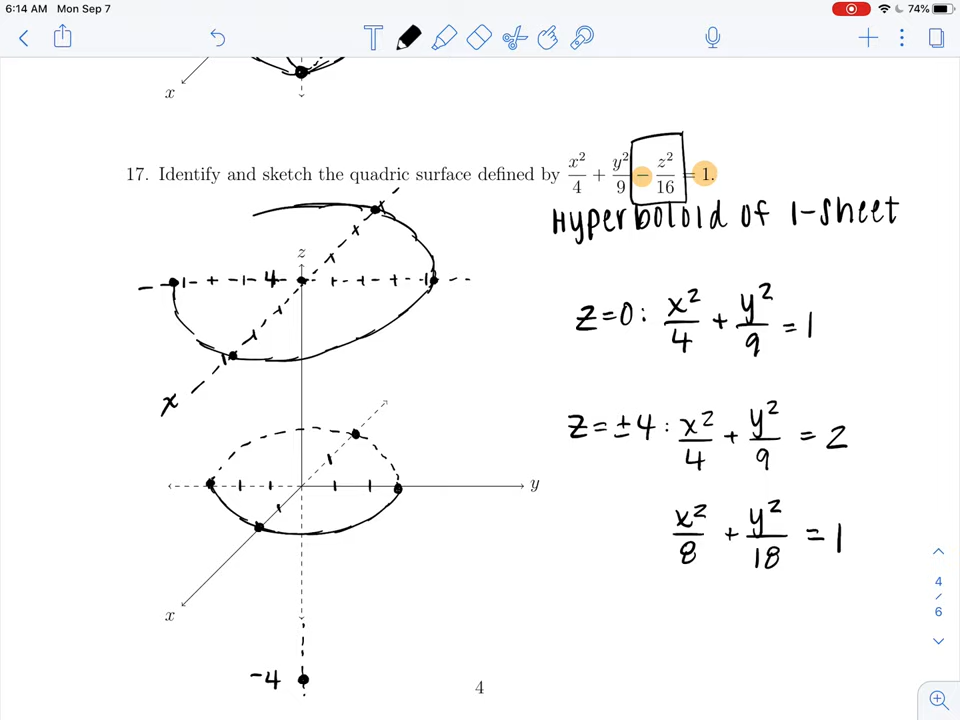 6:14 AM Mon Sep 7
74%
T
x
17. Identify and sketch the quadric surface defined by x²/4 + y²/9 − z²/16 = 1.
Hyperboloid of 1-sheet
z
4
z=0: x²/4 + y²/9 = 1
x
z=±4: x²/4 + y²/9 = 2
y
x²/8 + y²/18 = 1
x
4
/
6
-4
4